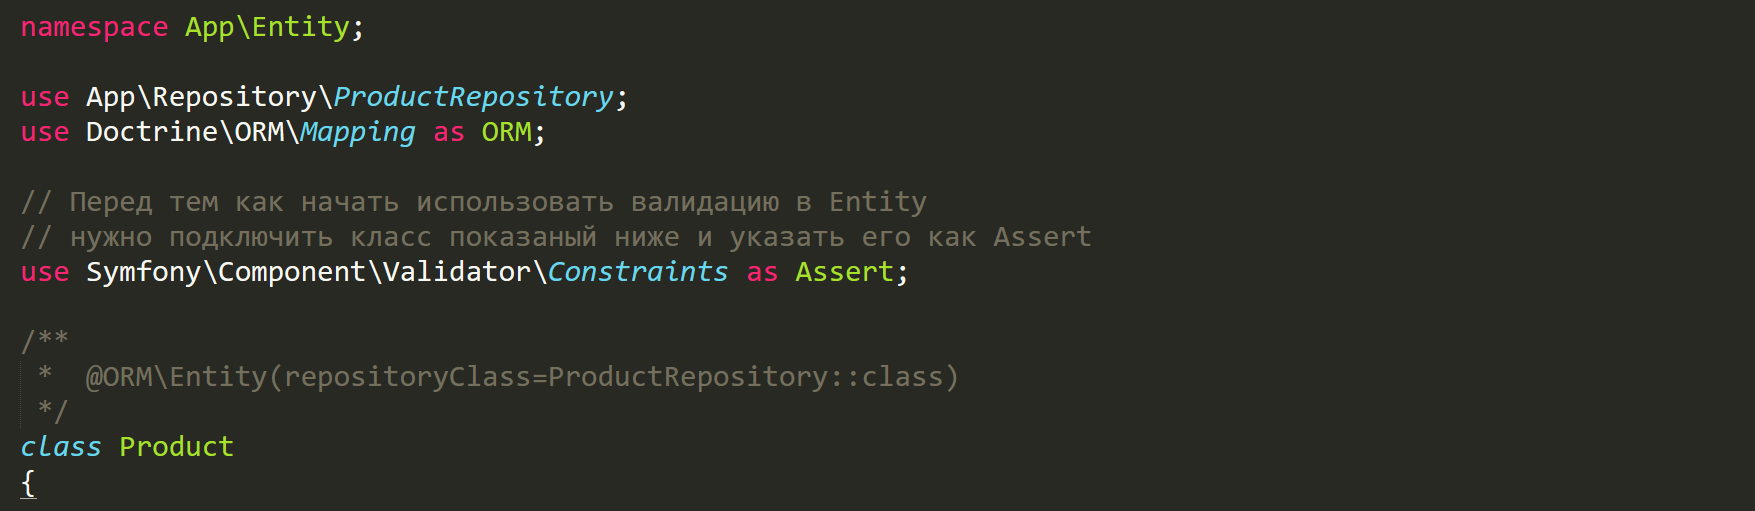 namespace App\Entity;
use App\Repository\ProductRepository;
use Doctrine\ORM\Mapping as ORM;
// Перед тем как начать использовать валидацию в Entity
// нужно подключить класс показаный ниже и указать его как Assert
use Symfony\Component\Validator\Constraints as Assert;
/**
 *  @ORM\Entity(repositoryClass=ProductRepository::class)
 */
class Product
{